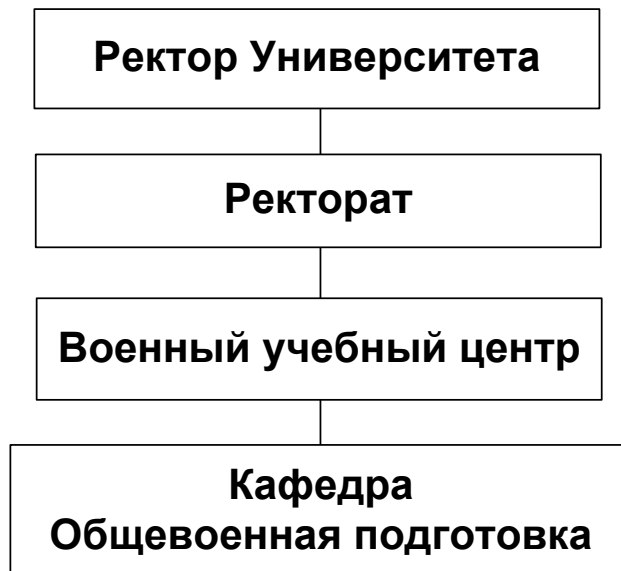 Ректор Университета
Ректорат
Военный учебный центр
Кафедра
Общевоенная подготовка